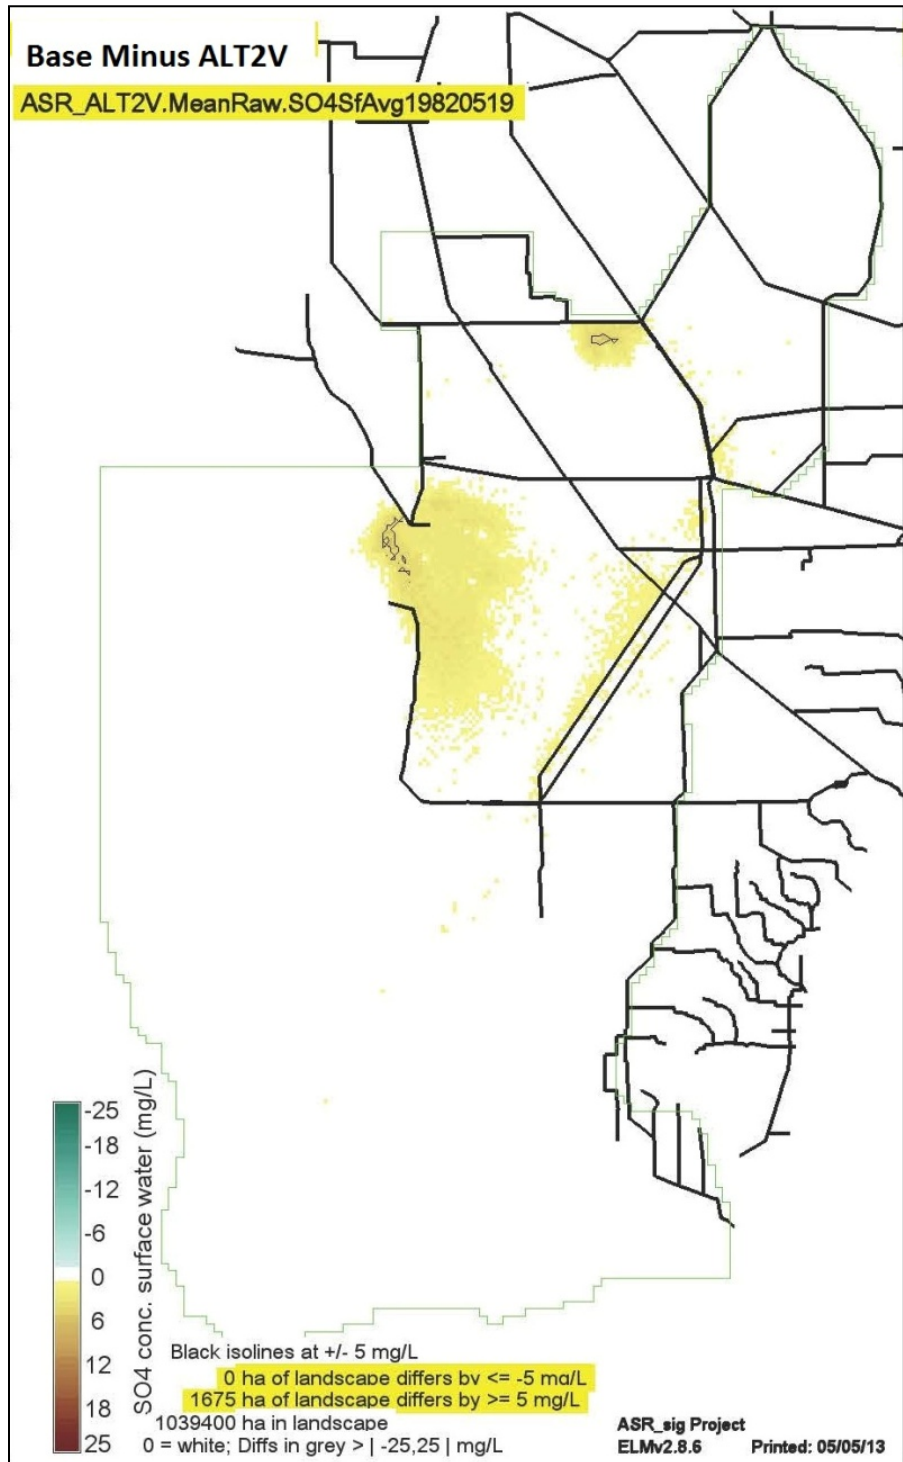 Base Minus ALT2V
ASR_ALT2V.MeanRaw.SO4SfAvg19820519
-25
-18
-12
-6
0
6
12
18
25
SO4 conc. surface water (mg/L)
Black isolines at +/- 5 mg/L
0 ha of landscape differs by <= -5 mg/L
1675 ha of landscape differs by >= 5 mg/L
1039400 ha in landscape
0 = white; Diffs in grey > | -25,25 | mg/L
ASR_sig Project
ELMv2.8.6 Printed: 05/05/13